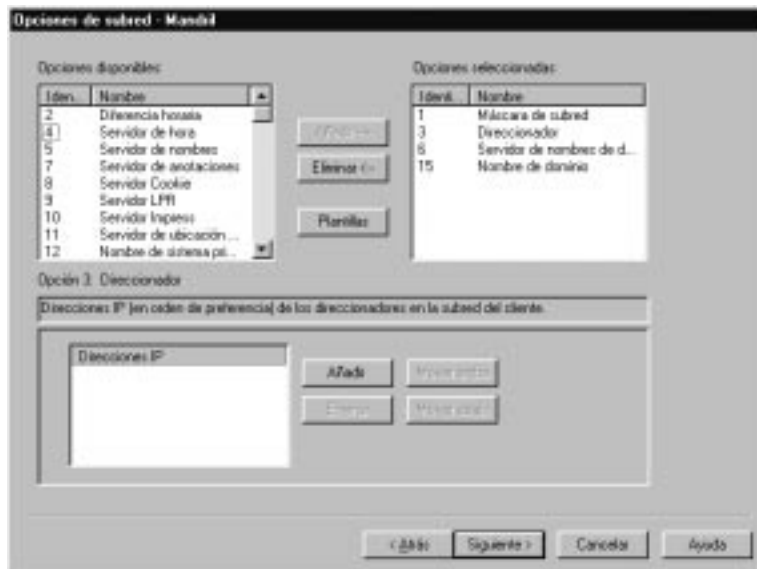 Opciones de subred - Mandril
Opciones disponibles:
Opciones seleccionadas:
Iden... Nombre
2 Diferencia horaria
4 Servidor de hora
5 Servidor de nombres
7 Servidor de anotaciones
8 Servidor Cookie
9 Servidor LPR
10 Servidor Impress
11 Servidor de ubicación ...
12 Nombre de sistema pri...
Añadir -->
Eliminar <--
Plantillas
Identi... Nombre
1 Máscara de subred
3 Direccionador
6 Servidor de nombres de d...
15 Nombre de dominio
Opción 3: Direccionador
Direcciones IP (en orden de preferencia) de los direccionadores en la subred del cliente.
Direcciones IP
Añadir
Eliminar
< Atrás
Siguiente >
Cancelar
Ayuda